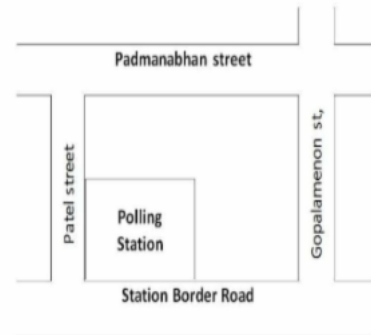 Padmanabhan street
Patel street
Gopalamenon st,
Polling
Station
Station Border Road